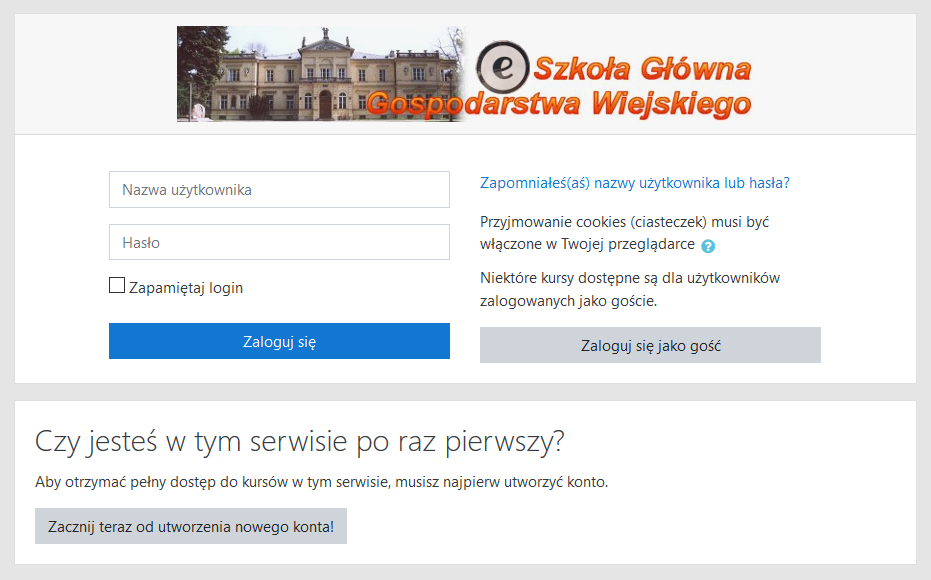 e Szkoła Główna
Gospodarstwa Wiejskiego
Nazwa użytkownika
Hasło
Zapamiętaj login
Zaloguj się
Zapomniałeś(aś) nazwy użytkownika lub hasła?
Przyjmowanie cookies (ciasteczek) musi być
włączone w Twojej przeglądarce ?
Niektóre kursy dostępne są dla użytkowników
zalogowanych jako goście.
Zaloguj się jako gość
Czy jesteś w tym serwisie po raz pierwszy?
Aby otrzymać pełny dostęp do kursów w tym serwisie, musisz najpierw utworzyć konto.
Zacznij teraz od utworzenia nowego konta!